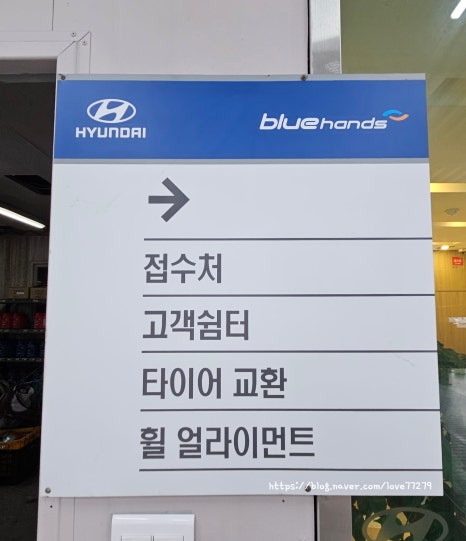 HYUNDAI bluehands
→
접수처
고객쉼터
타이어 교환
휠 얼라이먼트
https://blog.naver.com/love77279